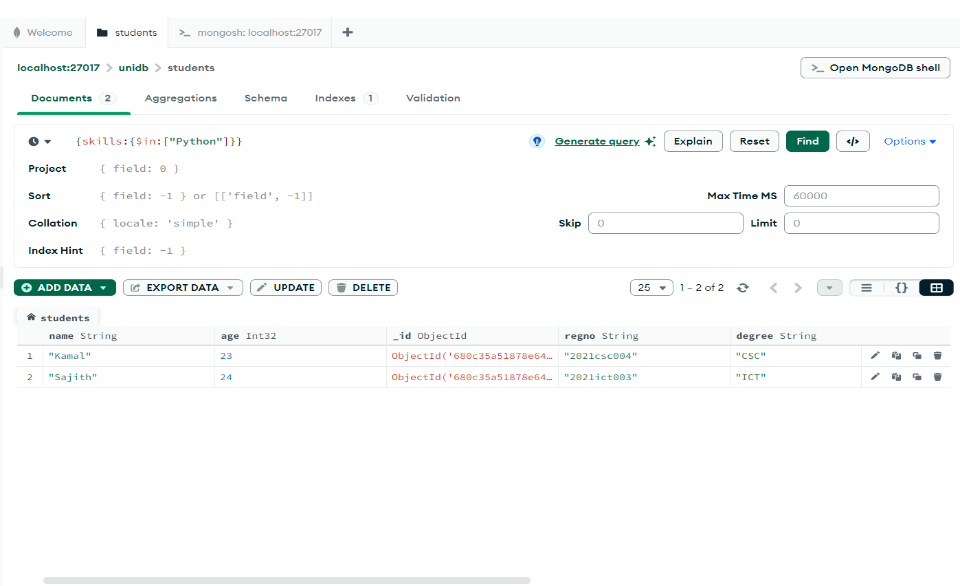 Welcome students >_ mongosh: localhost:27017 +
localhost:27017 > unidb > students >_ Open MongoDB shell
Documents 2 Aggregations Schema Indexes 1 Validation
{skills:{$in:["Python"]}} Generate query Explain Reset Find </> Options
Project { field: 0 }
Sort { field: -1 } or [['field', -1]] Max Time MS 60000
Collation { locale: 'simple' } Skip 0 Limit 0
Index Hint { field: -1 }
ADD DATA EXPORT DATA UPDATE DELETE 25 1 – 2 of 2 {}
students
name String age Int32 _id ObjectId regno String degree String
1 "Kamal" 23 ObjectId('680c35a51878e64… "2021csc004" "CSC"
2 "Sajith" 24 ObjectId('680c35a51878e64… "2021ict003" "ICT"